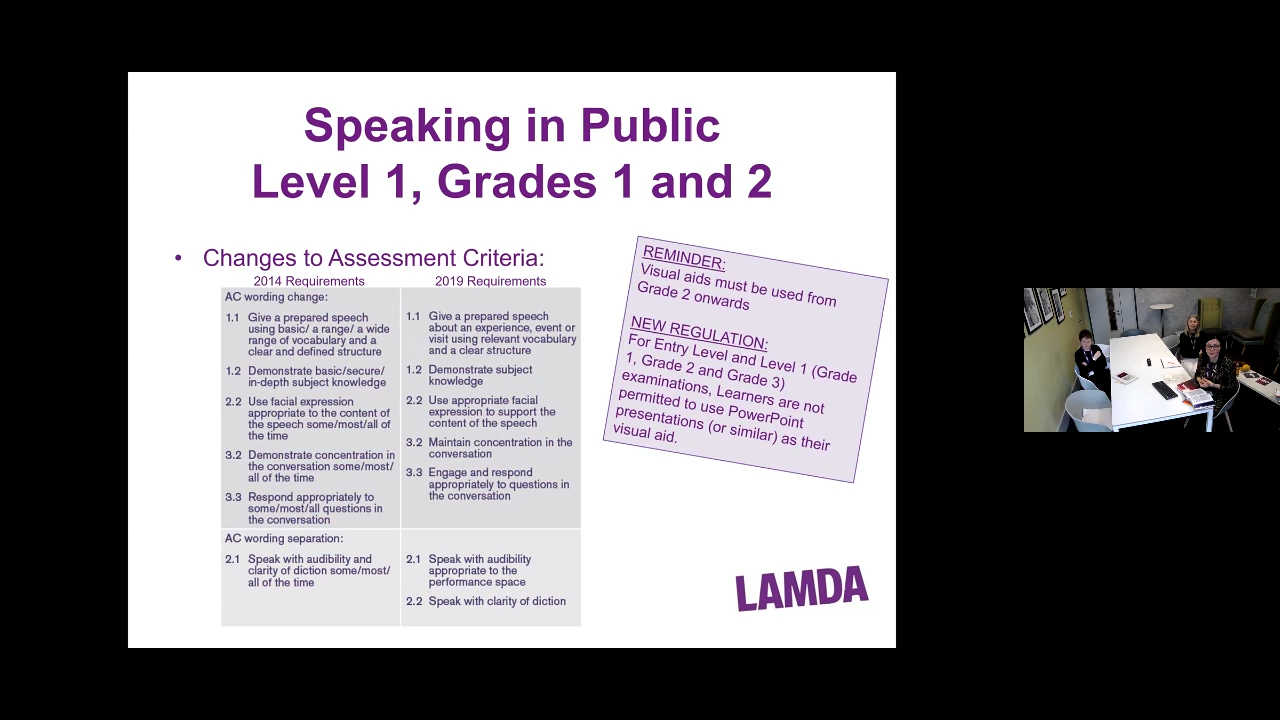 Speaking in Public
Level 1, Grades 1 and 2
• Changes to Assessment Criteria:
2014 Requirements
AC wording change:
1.1 Give a prepared speech
using basic/ a range/ a wide
range of vocabulary and a
clear and defined structure
1.2 Demonstrate basic/secure/
in-depth subject knowledge
2.2 Use facial expression
appropriate to the content of
the speech some/most/all of
the time
3.2 Demonstrate concentration in
the conversation some/most/
all of the time
3.3 Respond appropriately to
some/most/all questions in
the conversation
AC wording separation:
2.1 Speak with audibility and
clarity of diction some/most/
all of the time
2019 Requirements
1.1 Give a prepared speech
about an experience, event or
visit using relevant vocabulary
and a clear structure
1.2 Demonstrate subject
knowledge
2.2 Use appropriate facial
expression to support the
content of the speech
3.2 Maintain concentration in the
conversation
3.3 Engage and respond
appropriately to questions in
the conversation
2.1 Speak with audibility
appropriate to the
performance space
2.2 Speak with clarity of diction
REMINDER:
Visual aids must be used from
Grade 2 onwards
NEW REGULATION:
For Entry Level and Level 1 (Grade
1, Grade 2 and Grade 3)
examinations, Learners are not
permitted to use PowerPoint
presentations (or similar) as their
visual aid.
LAMDA